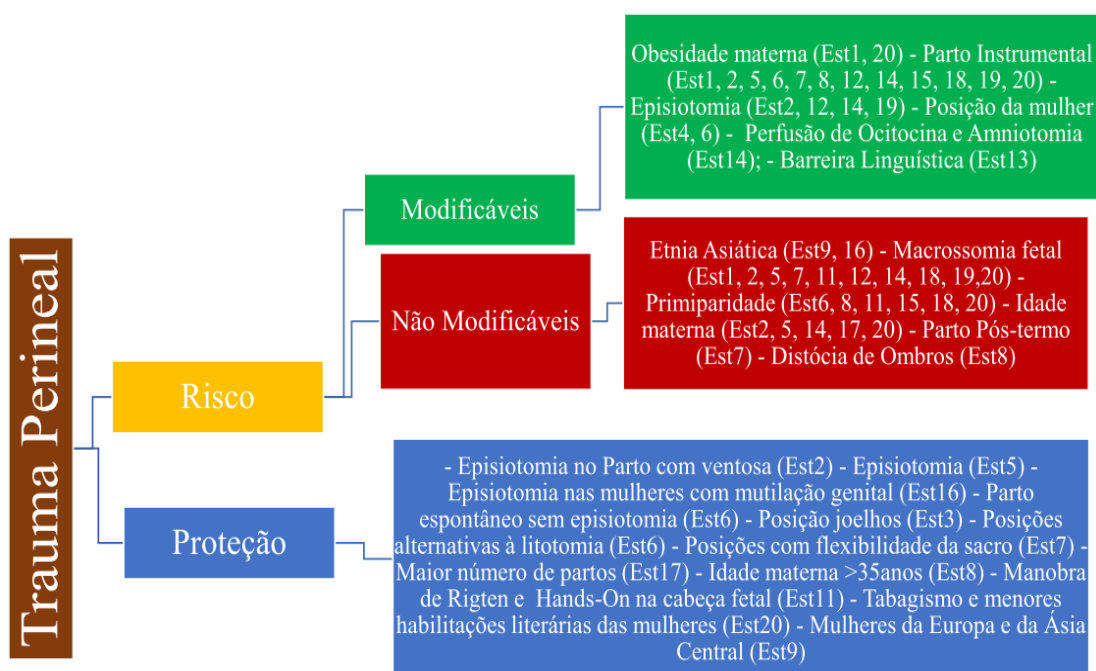 Trauma Perineal
Risco
Modificáveis
Obesidade materna (Est1, 20) - Parto Instrumental
(Est1, 2, 5, 6, 7, 8, 12, 14, 15, 18, 19, 20) -
Episiotomia (Est2, 12, 14, 19) - Posição da mulher
(Est4, 6) - Perfusão de Ocitocina e Amniotomia
(Est14); - Barreira Linguística (Est13)
Não Modificáveis
Etnia Asiática (Est9, 16) - Macrossomia fetal
(Est1, 2, 5, 7, 11, 12, 14, 18, 19,20) -
Primiparidade (Est6, 8, 11, 15, 18, 20) - Idade
materna (Est2, 5, 14, 17, 20) - Parto Pós-termo
(Est7) - Distócia de Ombros (Est8)
Proteção
- Episiotomia no Parto com ventosa (Est2) - Episiotomia (Est5) -
Episiotomia nas mulheres com mutilação genital (Est16) - Parto
espontâneo sem episiotomia (Est6) - Posição joelhos (Est3) - Posições
alternativas à litotomia (Est6) - Posições com flexibilidade da sacro (Est7) -
Maior número de partos (Est17) - Idade materna >35anos (Est8) - Manobra
de Rigten e Hands-On na cabeça fetal (Est11) - Tabagismo e menores
habilitações literárias das mulheres (Est20) - Mulheres da Europa e da Ásia
Central (Est9)